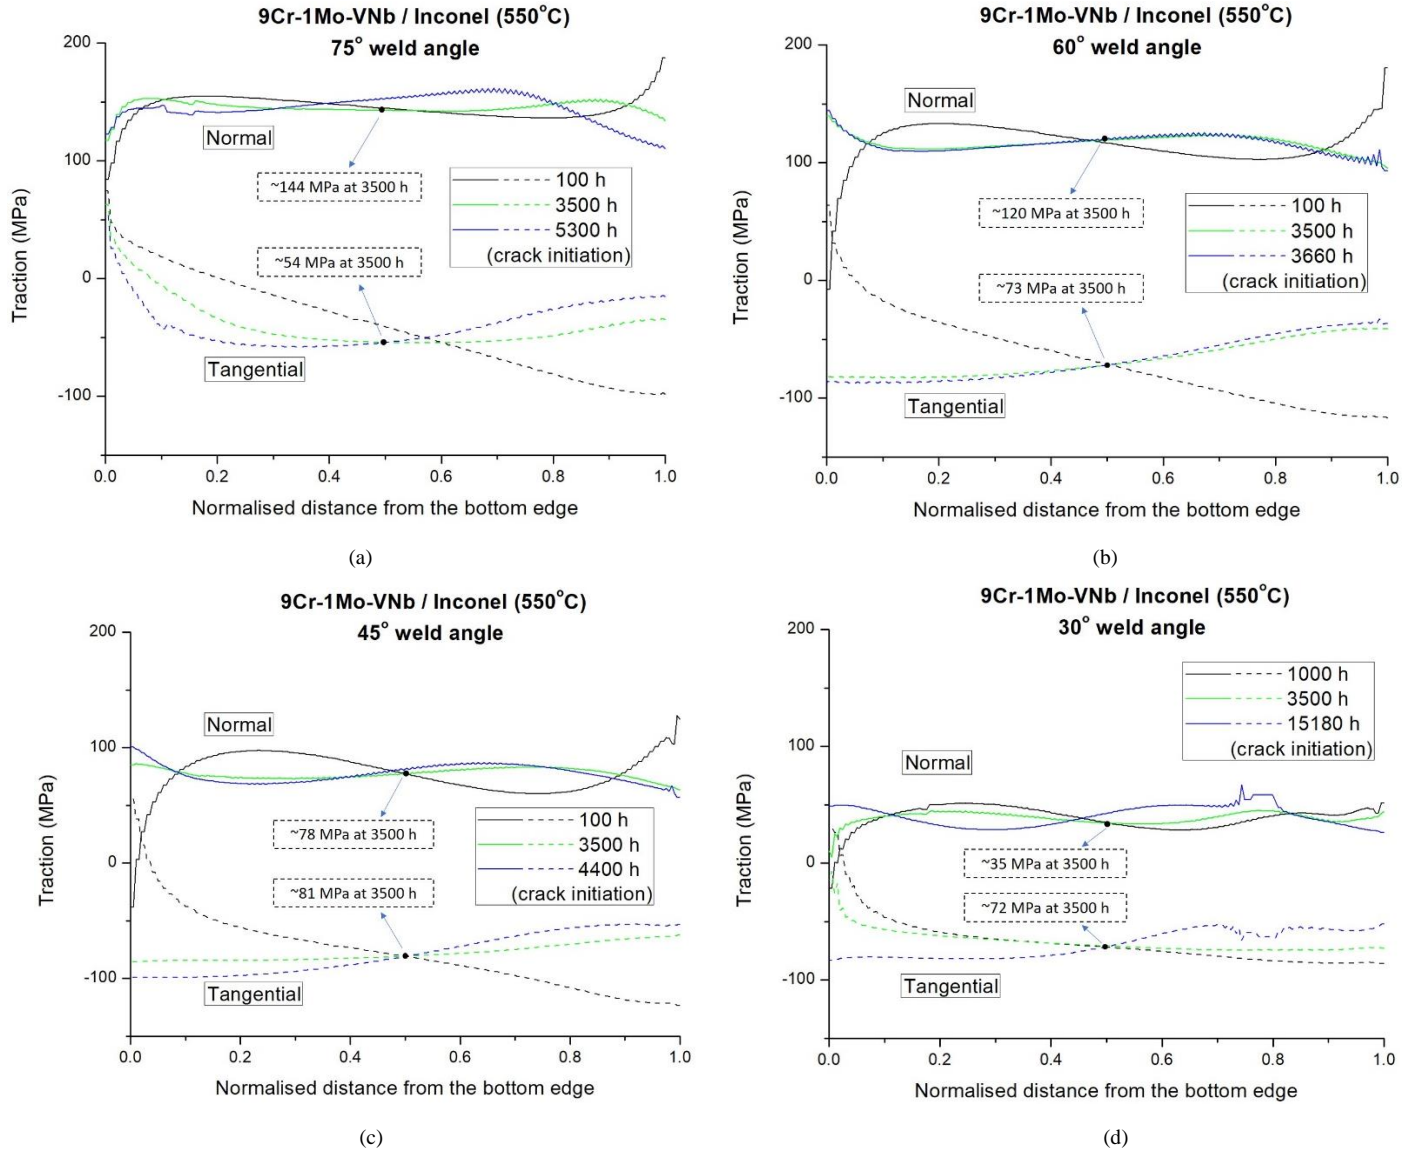 9Cr-1Mo-VNb / Inconel (550°C)
75° weld angle
200
100
0
-100
Traction (MPa)
Normal
~144 MPa at 3500 h
100 h
3500 h
5300 h
(crack initiation)
~54 MPa at 3500 h
Tangential
0.0 0.2 0.4 0.6 0.8 1.0
Normalised distance from the bottom edge
(a)
9Cr-1Mo-VNb / Inconel (550°C)
60° weld angle
200
100
0
-100
Traction (MPa)
Normal
~120 MPa at 3500 h
100 h
3500 h
3660 h
(crack initiation)
~73 MPa at 3500 h
Tangential
0.0 0.2 0.4 0.6 0.8 1.0
Normalised distance from the bottom edge
(b)
9Cr-1Mo-VNb / Inconel (550°C)
45° weld angle
200
100
0
-100
Traction (MPa)
Normal
~78 MPa at 3500 h
100 h
3500 h
4400 h
(crack initiation)
~81 MPa at 3500 h
Tangential
0.0 0.2 0.4 0.6 0.8 1.0
Normalised distance from the bottom edge
(c)
9Cr-1Mo-VNb / Inconel (550°C)
30° weld angle
200
100
0
-100
Traction (MPa)
1000 h
3500 h
15180 h
(crack initiation)
Normal
~35 MPa at 3500 h
~72 MPa at 3500 h
Tangential
0.0 0.2 0.4 0.6 0.8 1.0
Normalised distance from the bottom edge
(d)